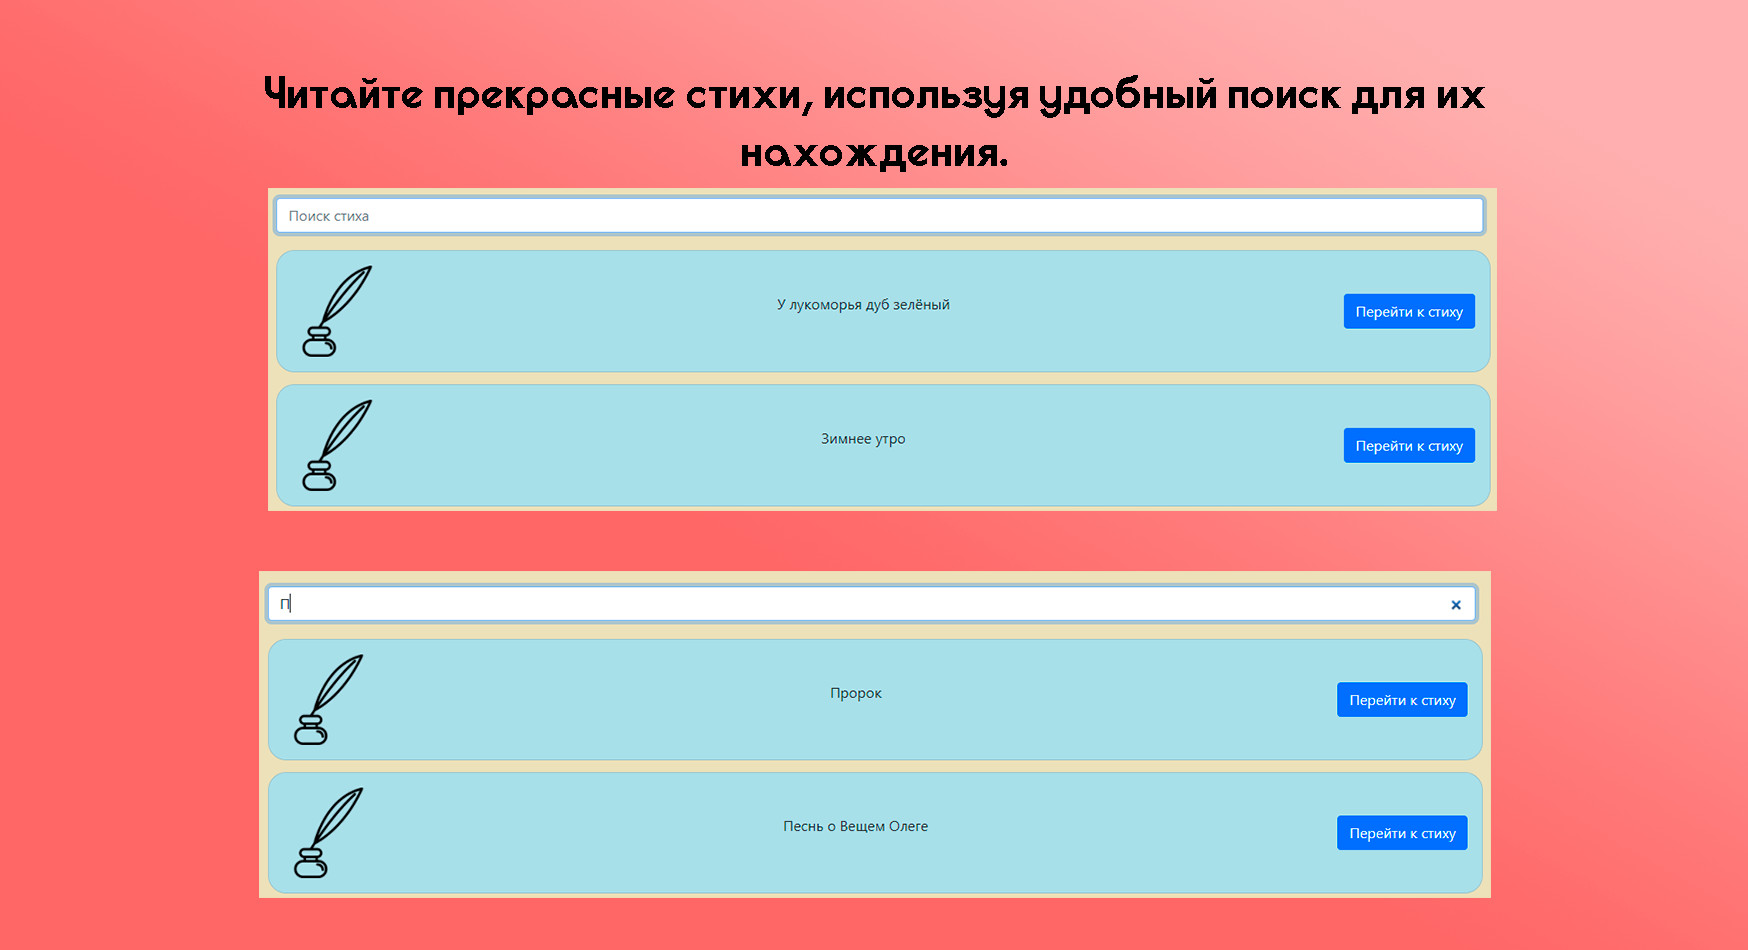 Читайте прекрасные стихи, используя удобный поиск для их
нахождения.
Поиск стиха
У лукоморья дуб зелёный
Перейти к стиху
Зимнее утро
Перейти к стиху
П
Пророк
Перейти к стиху
Песнь о Вещем Олеге
Перейти к стиху